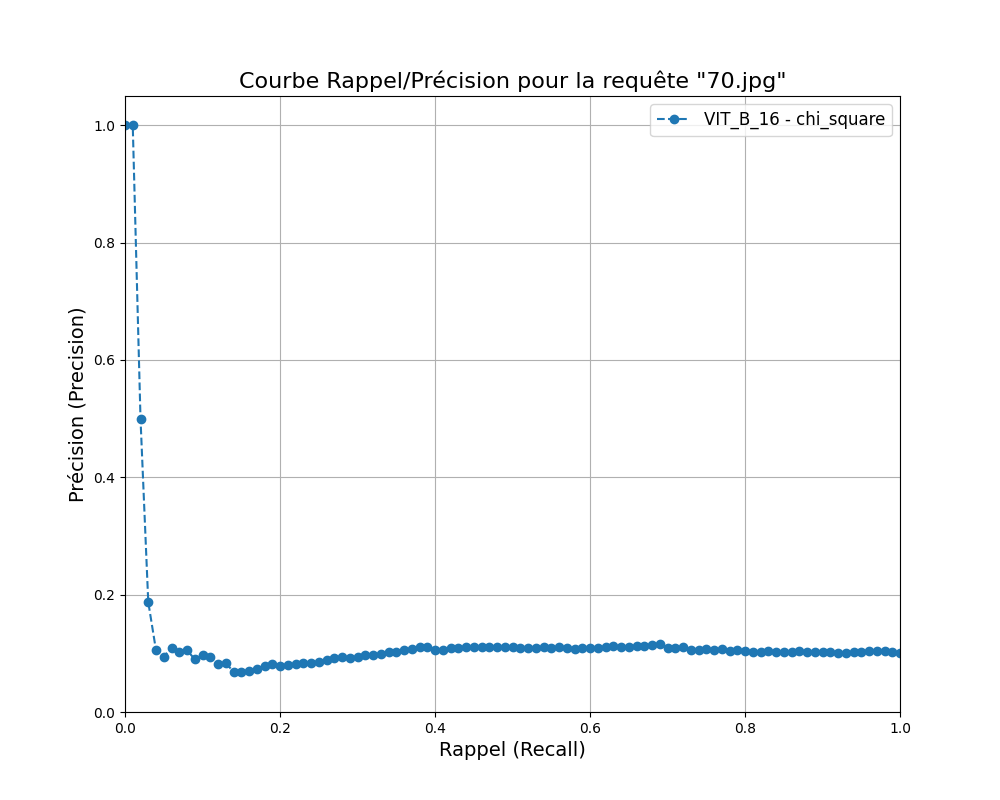 Courbe Rappel/Précision pour la requête "70.jpg"
VIT_B_16 - chi_square
1.0
0.8
0.6
0.4
0.2
0.0
Précision (Precision)
0.0 0.2 0.4 0.6 0.8 1.0
Rappel (Recall)